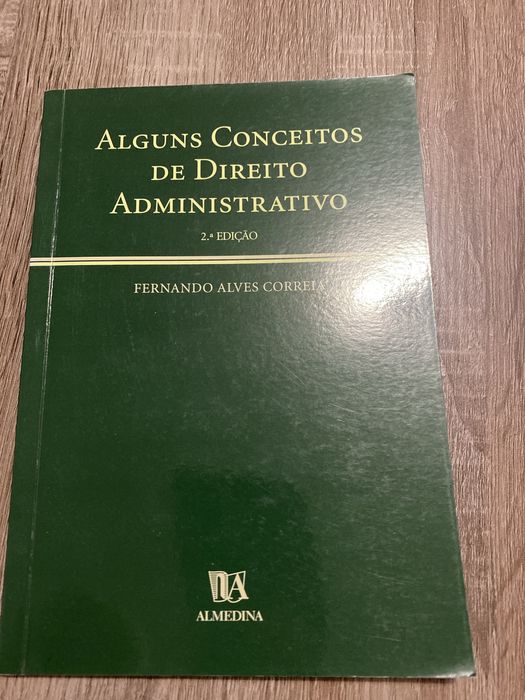 ALGUNS CONCEITOS
DE DIREITO
ADMINISTRATIVO
2.ª EDIÇÃO
FERNANDO ALVES CORREIA
ALMEDINA